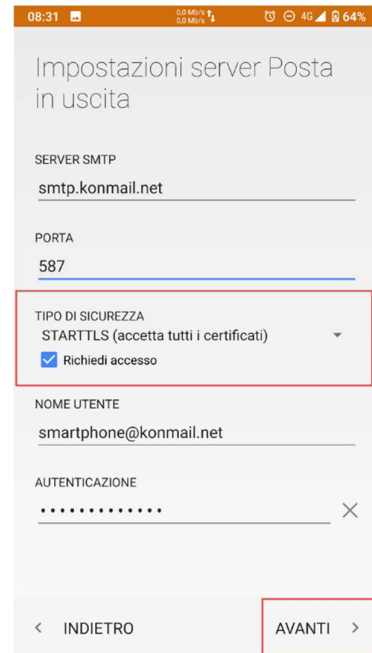 08:31 0,0 Mb/s 4G 64%
0,0 Mb/s
Impostazioni server Posta
in uscita
SERVER SMTP
smtp.konmail.net
PORTA
587
TIPO DI SICUREZZA
STARTTLS (accetta tutti i certificati)
Richiedi accesso
NOME UTENTE
smartphone@konmail.net
AUTENTICAZIONE
•••••••••••••
INDIETRO AVANTI